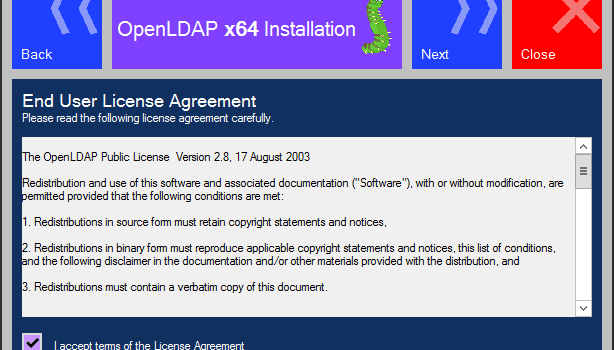 Back
OpenLDAP x64 Installation
Next
Close
End User License Agreement
Please read the following license agreement carefully.
The OpenLDAP Public License  Version 2.8, 17 August 2003
Redistribution and use of this software and associated documentation ("Software"), with or without modification, are
permitted provided that the following conditions are met:
1. Redistributions in source form must retain copyright statements and notices,
2. Redistributions in binary form must reproduce applicable copyright statements and notices, this list of conditions,
and the following disclaimer in the documentation and/or other materials provided with the distribution, and
3. Redistributions must contain a verbatim copy of this document.
I accept terms of the License Agreement